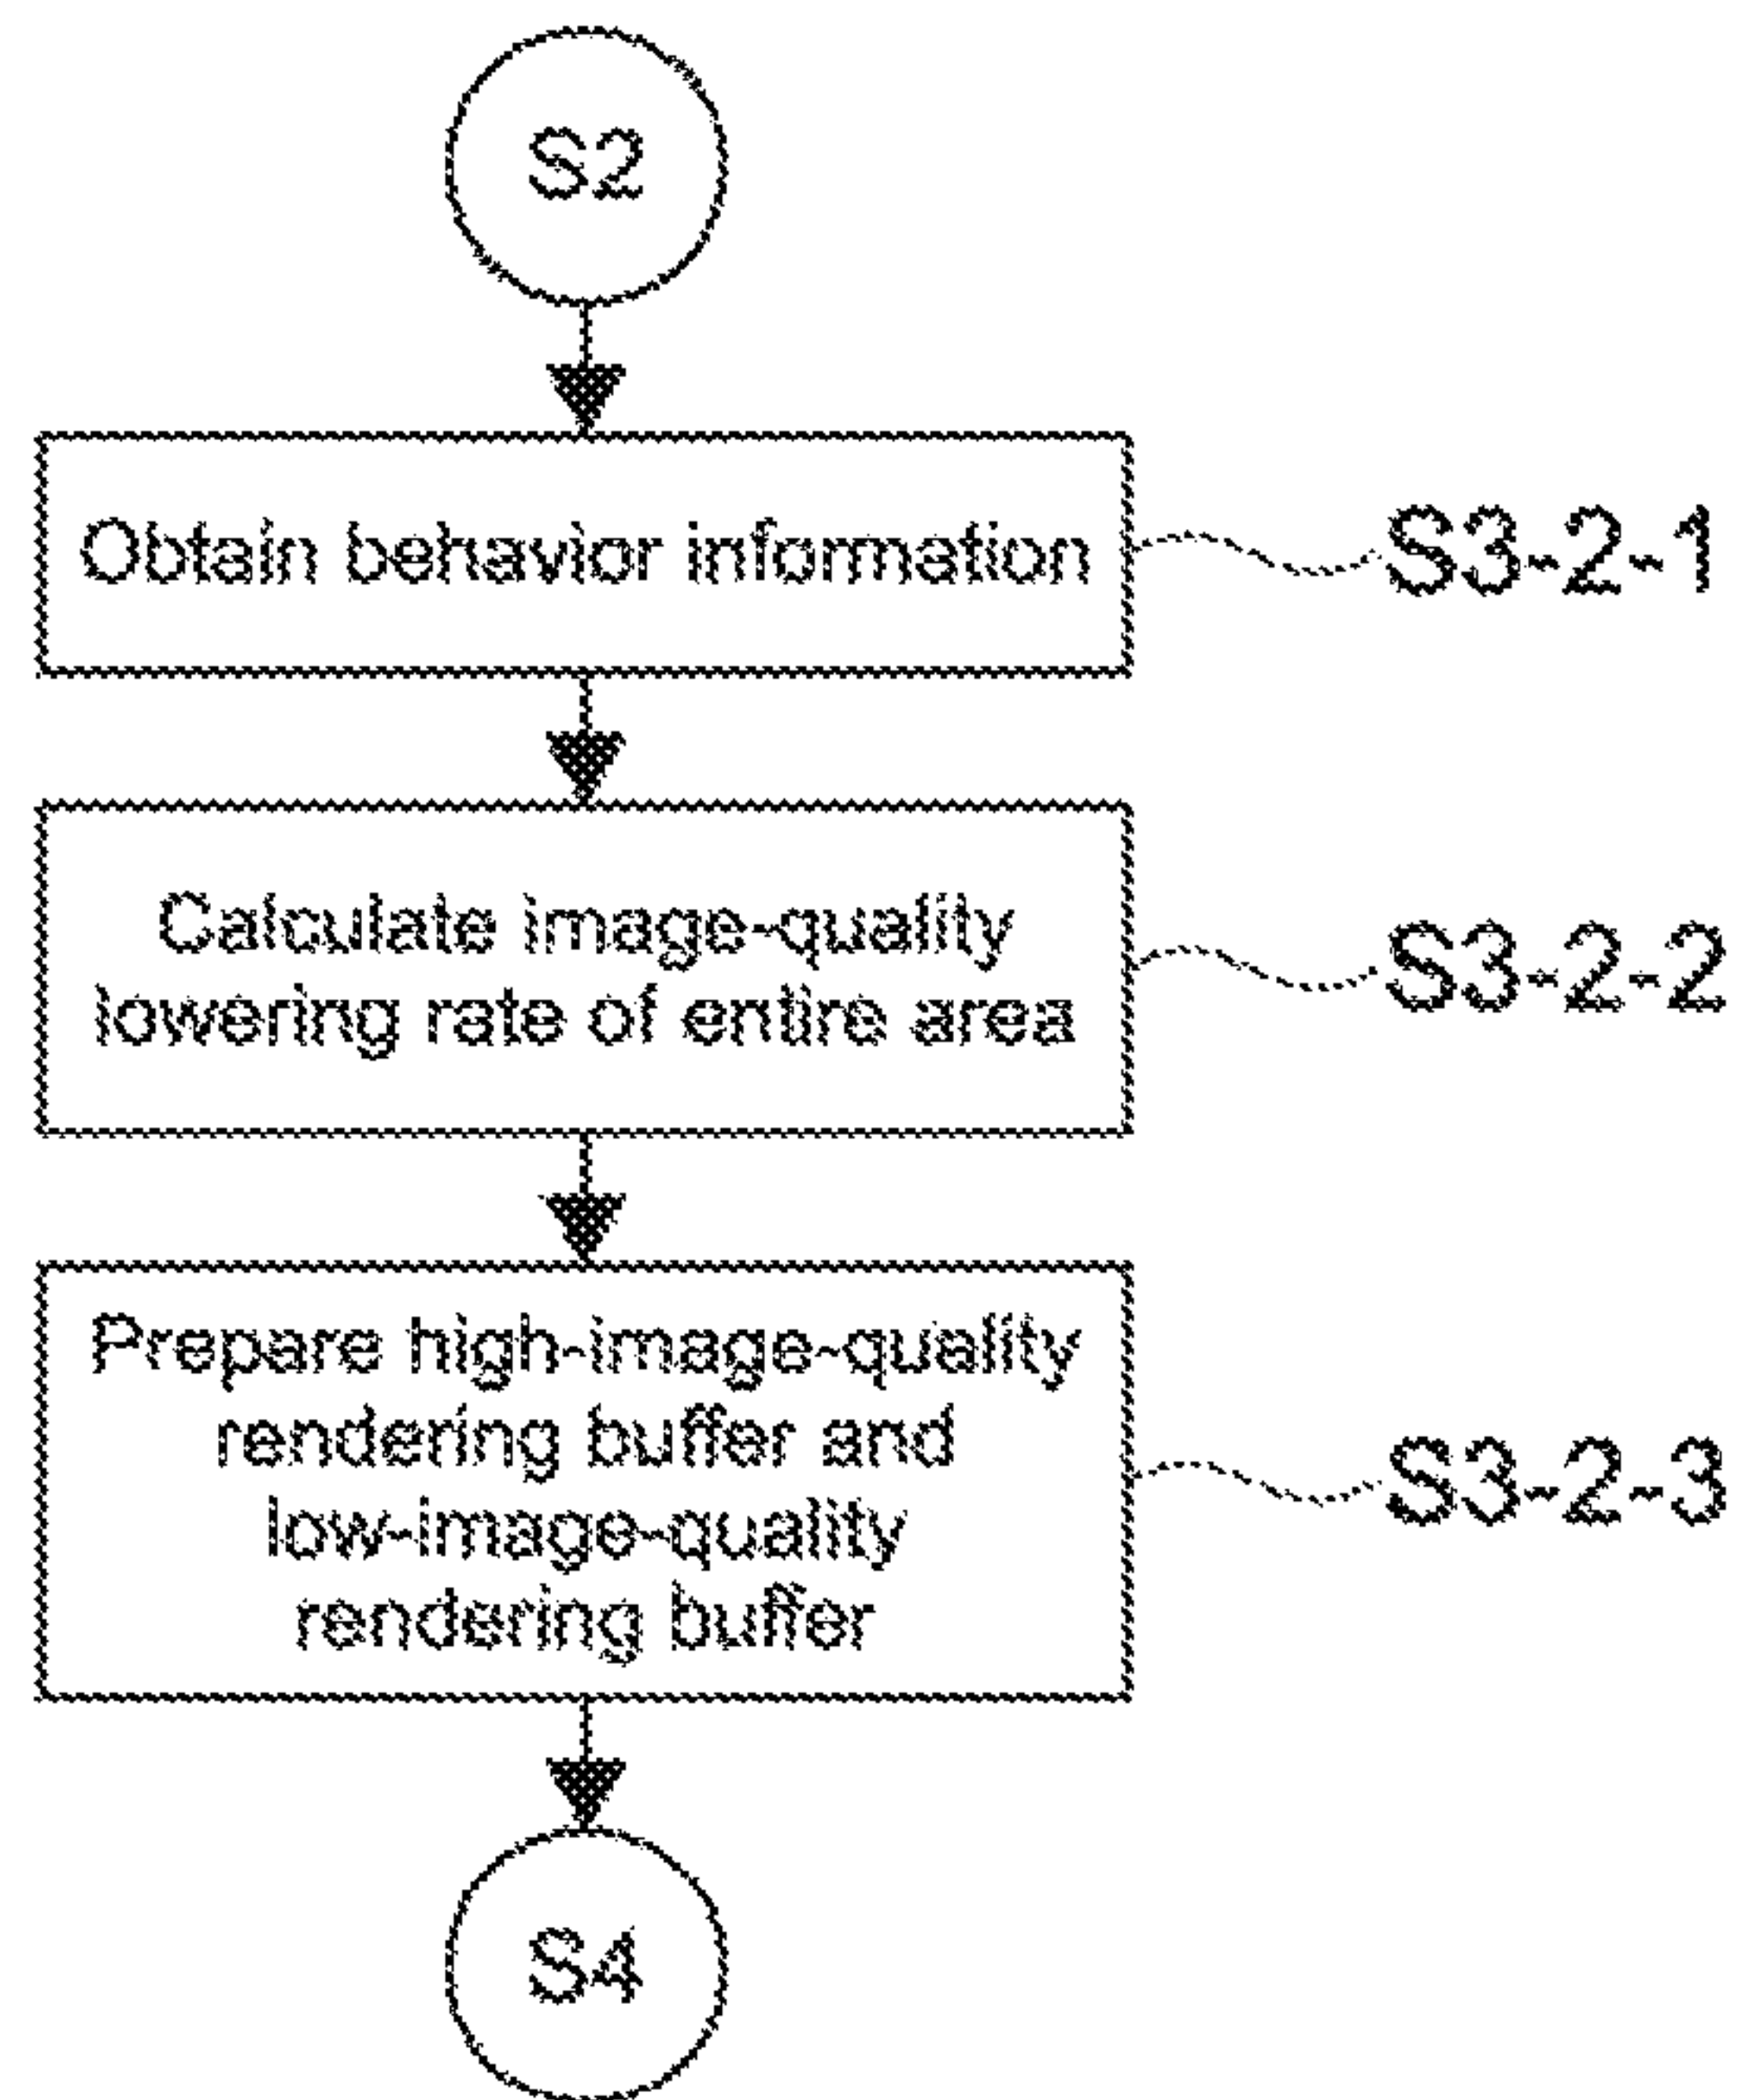 S2
Obtain behavior information
S3-2-1
Calculate image-quality
lowering rate of entire area
S3-2-2
Prepare high-image-quality
rendering buffer and
low-image-quality
rendering buffer
S3-2-3
S4